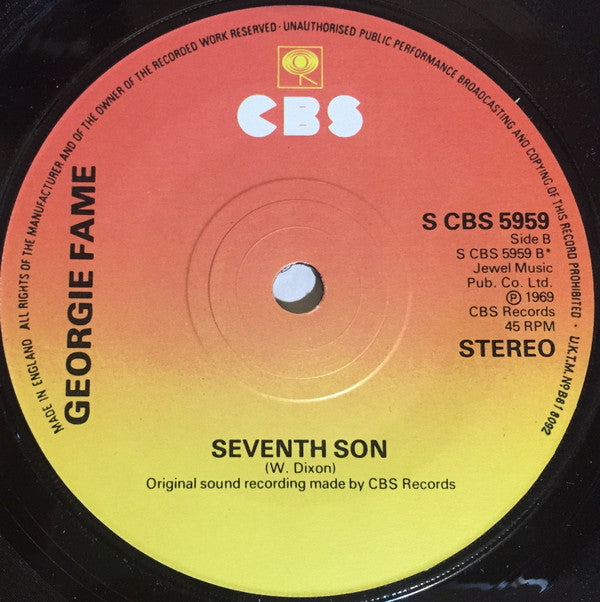 MADE IN ENGLAND ALL RIGHTS OF THE MANUFACTURER AND OF THE OWNER OF THE RECORDED WORK RESERVED · UNAUTHORISED PUBLIC PERFORMANCE BROADCASTING AND COPYING OF THIS RECORD PROHIBITED · U.K.T.M. Nº B818092
CBS
GEORGIE FAME
S CBS 5959
Side B
S CBS 5959 B*
Jewel Music
Pub. Co. Ltd.
℗ 1969
CBS Records
45 RPM
STEREO
SEVENTH SON
(W. Dixon)
Original sound recording made by CBS Records